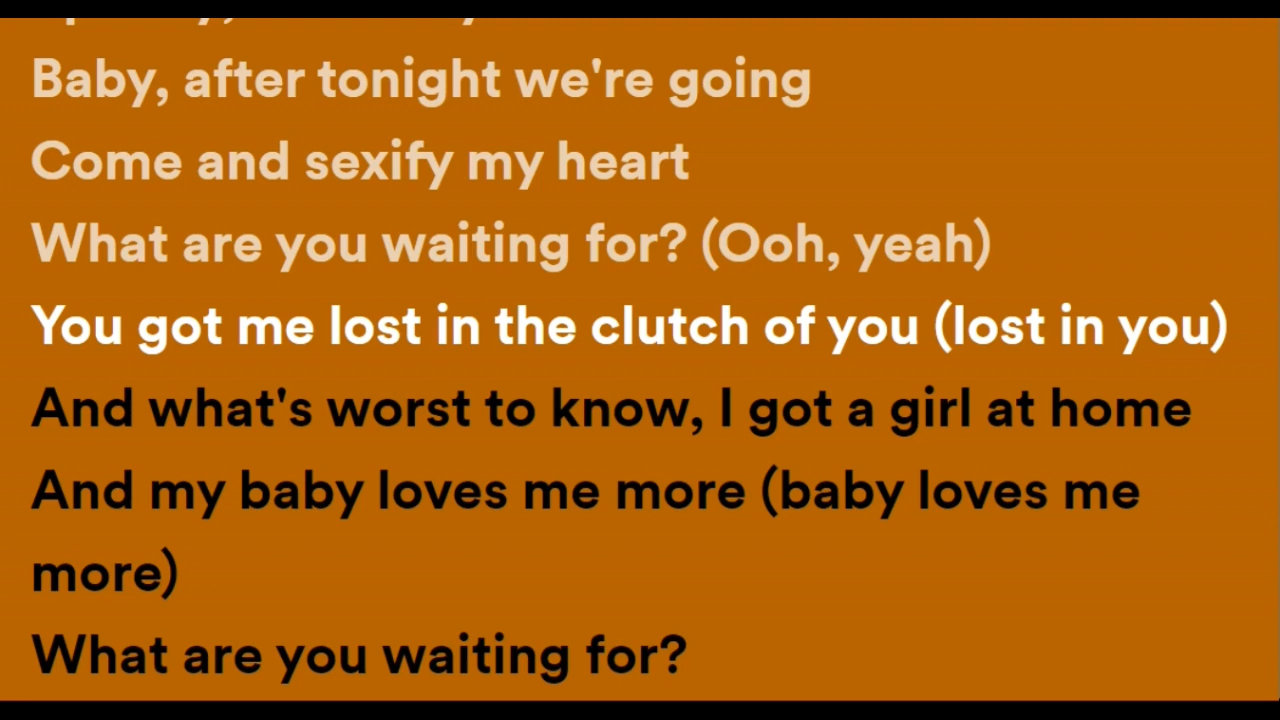 Baby, after tonight we're going
Come and sexify my heart
What are you waiting for? (Ooh, yeah)
You got me lost in the clutch of you (lost in you)
And what's worst to know, I got a girl at home
And my baby loves me more (baby loves me
more)
What are you waiting for?